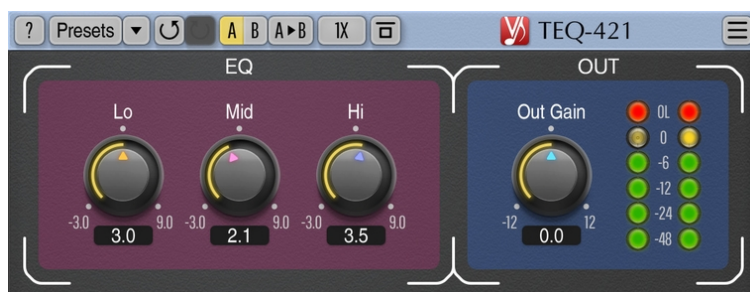 ? Presets A B A►B 1X TEQ-421
EQ OUT
Lo Mid Hi Out Gain OL
0
-6
-12
-24
-3.0 9.0 -3.0 9.0 -3.0 9.0 -12 12 -48
3.0 2.1 3.5 0.0